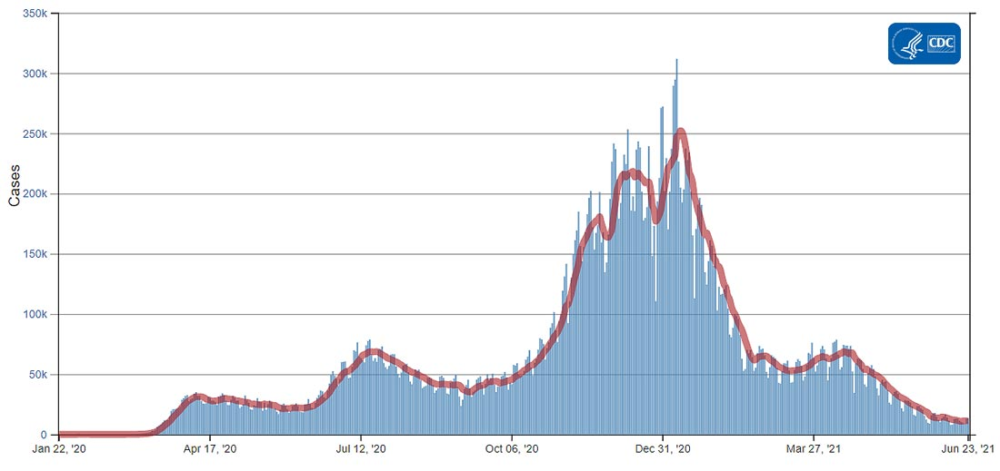 350k
300k
250k
200k
150k
100k
50k
0
Cases
CDC
Jan 22, '20
Apr 17, '20
Jul 12, '20
Oct 06, '20
Dec 31, '20
Mar 27, '21
Jun 23, '21